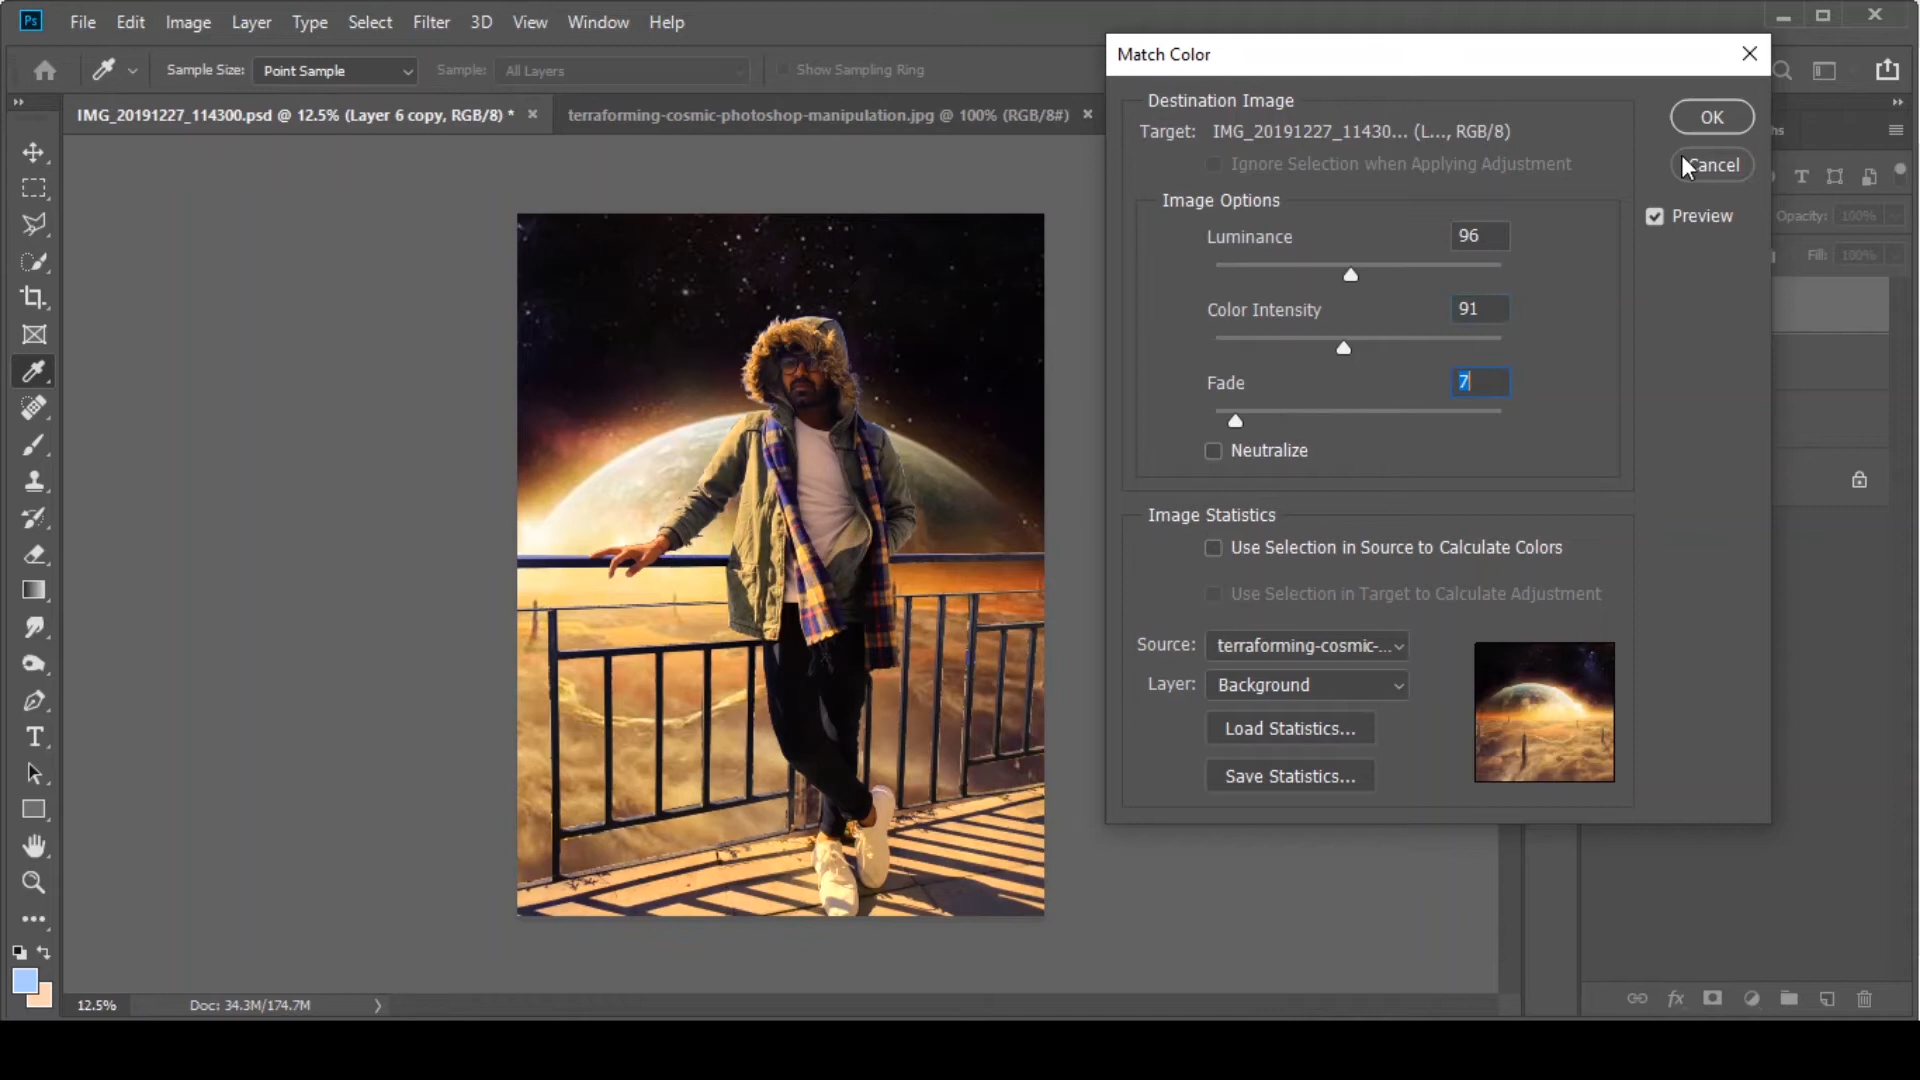 Ps File Edit Image Layer Type Select Filter 3D View Window Help
Sample Size: Point Sample Sample: All Layers Show Sampling Ring
IMG_20191227_114300.psd @ 12.5% (Layer 6 copy, RGB/8) * terraforming-cosmic-photoshop-manipulation.jpg @ 100% (RGB/8#)
Match Color
Destination Image
Target: IMG_20191227_11430... (L..., RGB/8)
Ignore Selection when Applying Adjustment
OK
Cancel
Preview
Image Options
Luminance 96
Color Intensity 91
Fade 7
Neutralize
Image Statistics
Use Selection in Source to Calculate Colors
Use Selection in Target to Calculate Adjustment
Source: terraforming-cosmic-...
Layer: Background
Load Statistics...
Save Statistics...
Opacity: 100%
Fill: 100%
12.5% Doc: 34.3M/174.7M
fx